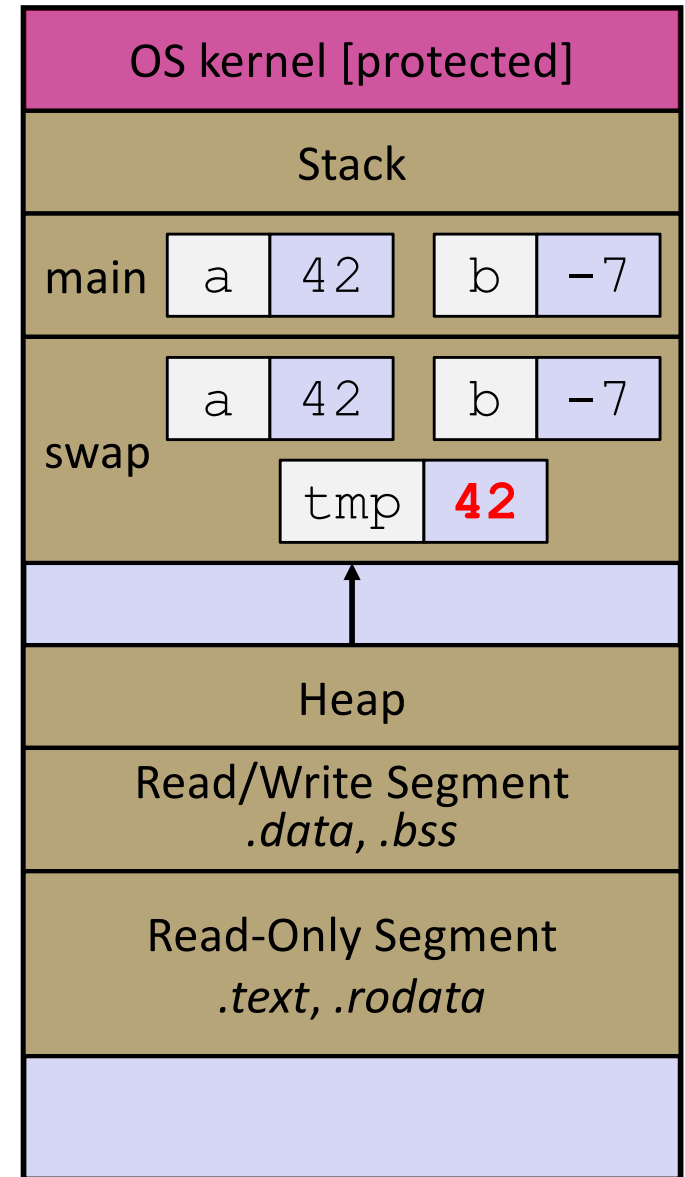 OS kernel [protected]
Stack
main a 42 b -7
a 42 b -7
swap
tmp 42
Heap
Read/Write Segment
.data, .bss
Read-Only Segment
.text, .rodata